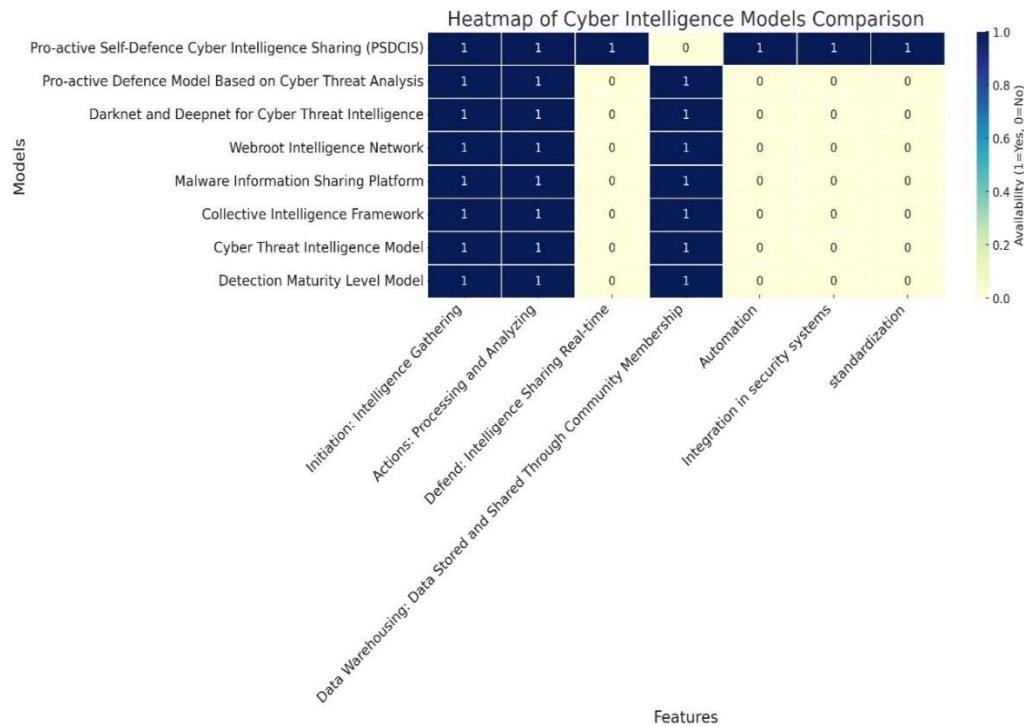 Heatmap of Cyber Intelligence Models Comparison
Models
Pro-active Self-Defence Cyber Intelligence Sharing (PSDCIS) 1 1 1 0 1 1 1
Pro-active Defence Model Based on Cyber Threat Analysis 1 1 0 1 0 0 0
Darknet and Deepnet for Cyber Threat Intelligence 1 1 0 1 0 0 0
Webroot Intelligence Network 1 1 0 1 0 0 0
Malware Information Sharing Platform 1 1 0 1 0 0 0
Collective Intelligence Framework 1 1 0 1 0 0 0
Cyber Threat Intelligence Model 1 1 0 1 0 0 0
Detection Maturity Level Model 1 1 0 1 0 0 0
Initiation: Intelligence Gathering
Actions: Processing and Analyzing
Defend: Intelligence Sharing Real-time
Data Warehousing: Data Stored and Shared Through Community Membership
Automation
Integration in security systems
standardization
Features
1.0
0.8
0.6
0.4
0.2
0.0
Availability (1=Yes, 0=No)